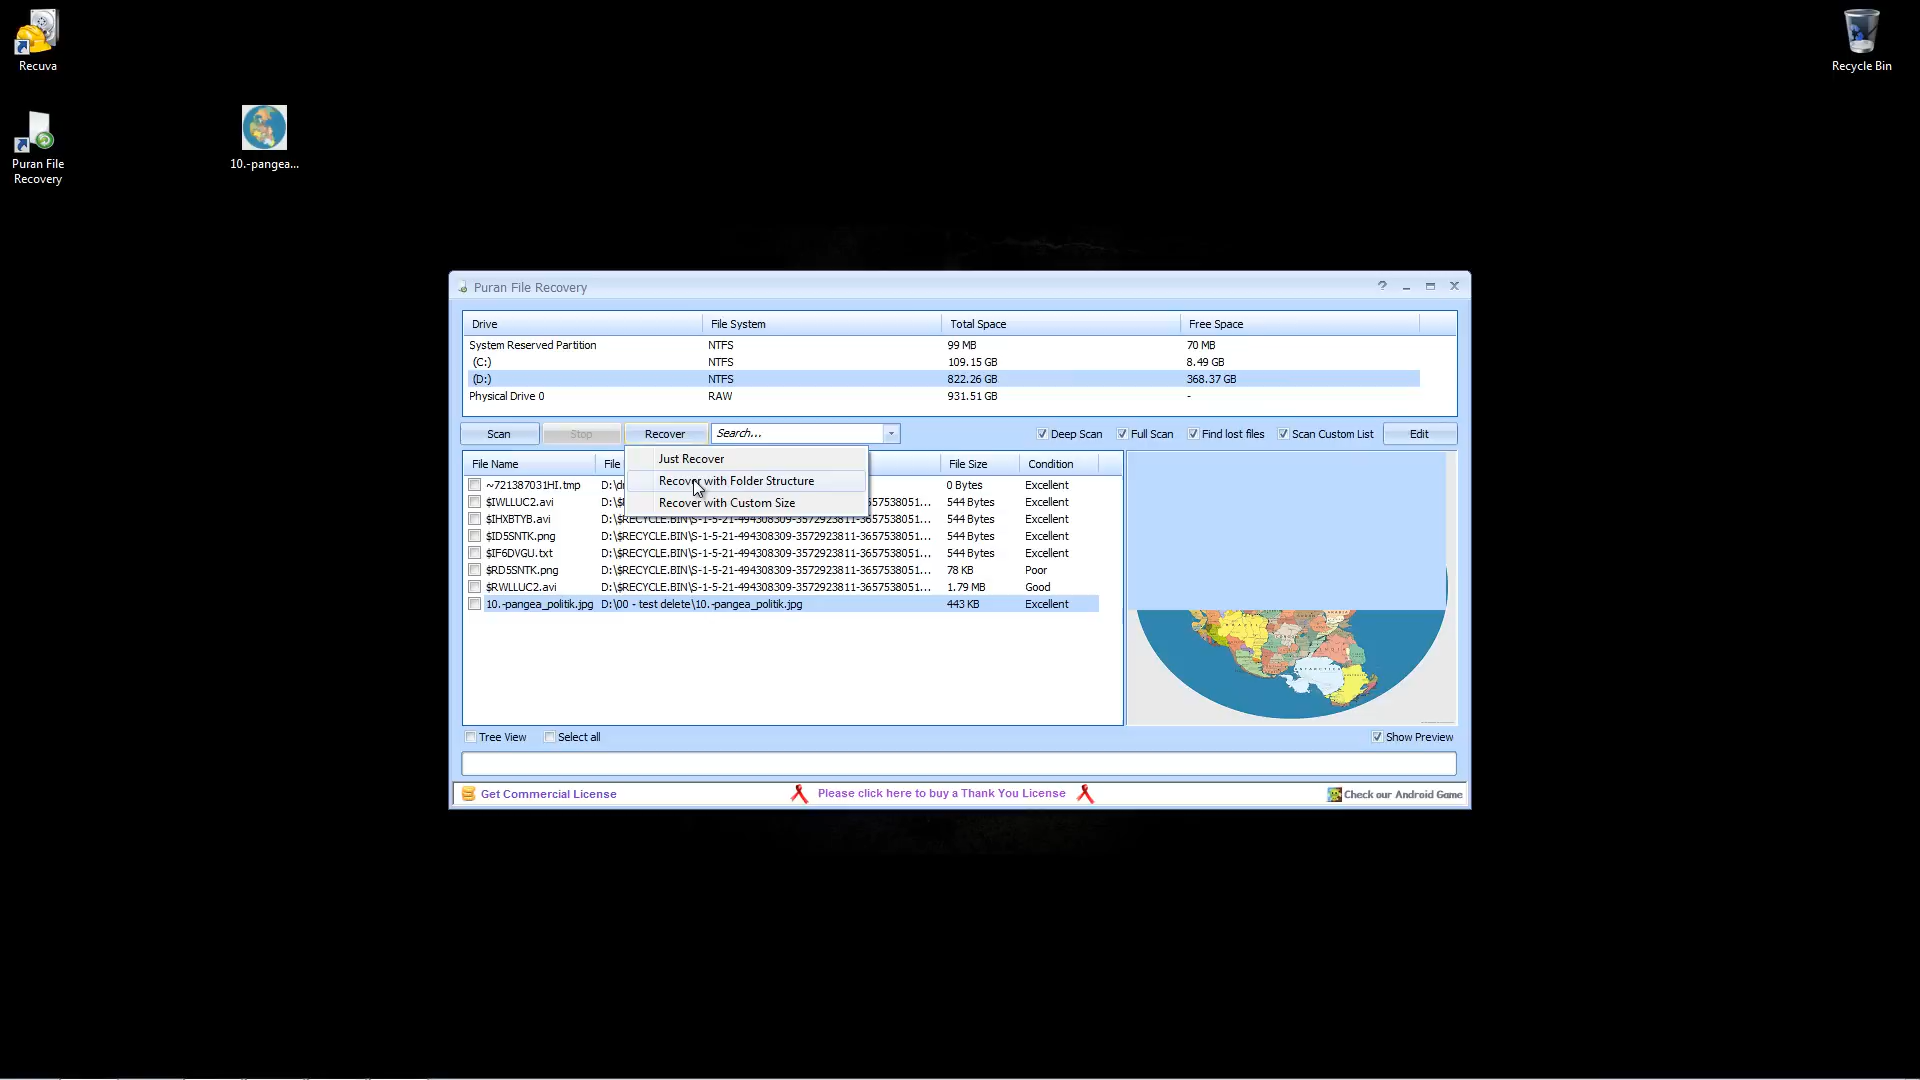 Recuva
Recycle Bin
Puran File
Recovery
10.-pangea...
Puran File Recovery
?
Drive File System Total Space Free Space
System Reserved Partition NTFS 99 MB 70 MB
(C:) NTFS 109.15 GB 8.49 GB
(D:) NTFS 822.26 GB 368.37 GB
Physical Drive 0 RAW 931.51 GB -
Scan Stop Recover Search... Deep Scan Full Scan Find lost files Scan Custom List Edit
Just Recover
Recover with Folder Structure
Recover with Custom Size
File Name File File Size Condition
~721387031HI.tmp 0 Bytes Excellent
$IWLLUC2.avi D:\$RECYCLE.BIN\S-1-5-21-494308309-3572923811-3657538051... 544 Bytes Excellent
$IHXBTYB.avi D:\$RECYCLE.BIN\S-1-5-21-494308309-3572923811-3657538051... 544 Bytes Excellent
$ID5SNTK.png D:\$RECYCLE.BIN\S-1-5-21-494308309-3572923811-3657538051... 544 Bytes Excellent
$IF6DVGU.txt D:\$RECYCLE.BIN\S-1-5-21-494308309-3572923811-3657538051... 544 Bytes Excellent
$RD5SNTK.png D:\$RECYCLE.BIN\S-1-5-21-494308309-3572923811-3657538051... 78 KB Poor
$RWLLUC2.avi D:\$RECYCLE.BIN\S-1-5-21-494308309-3572923811-3657538051... 1.79 MB Good
10.-pangea_politik.jpg D:\00 - test delete\10.-pangea_politik.jpg 443 KB Excellent
Tree View Select all Show Preview
Get Commercial License Please click here to buy a Thank You License Check our Android Game